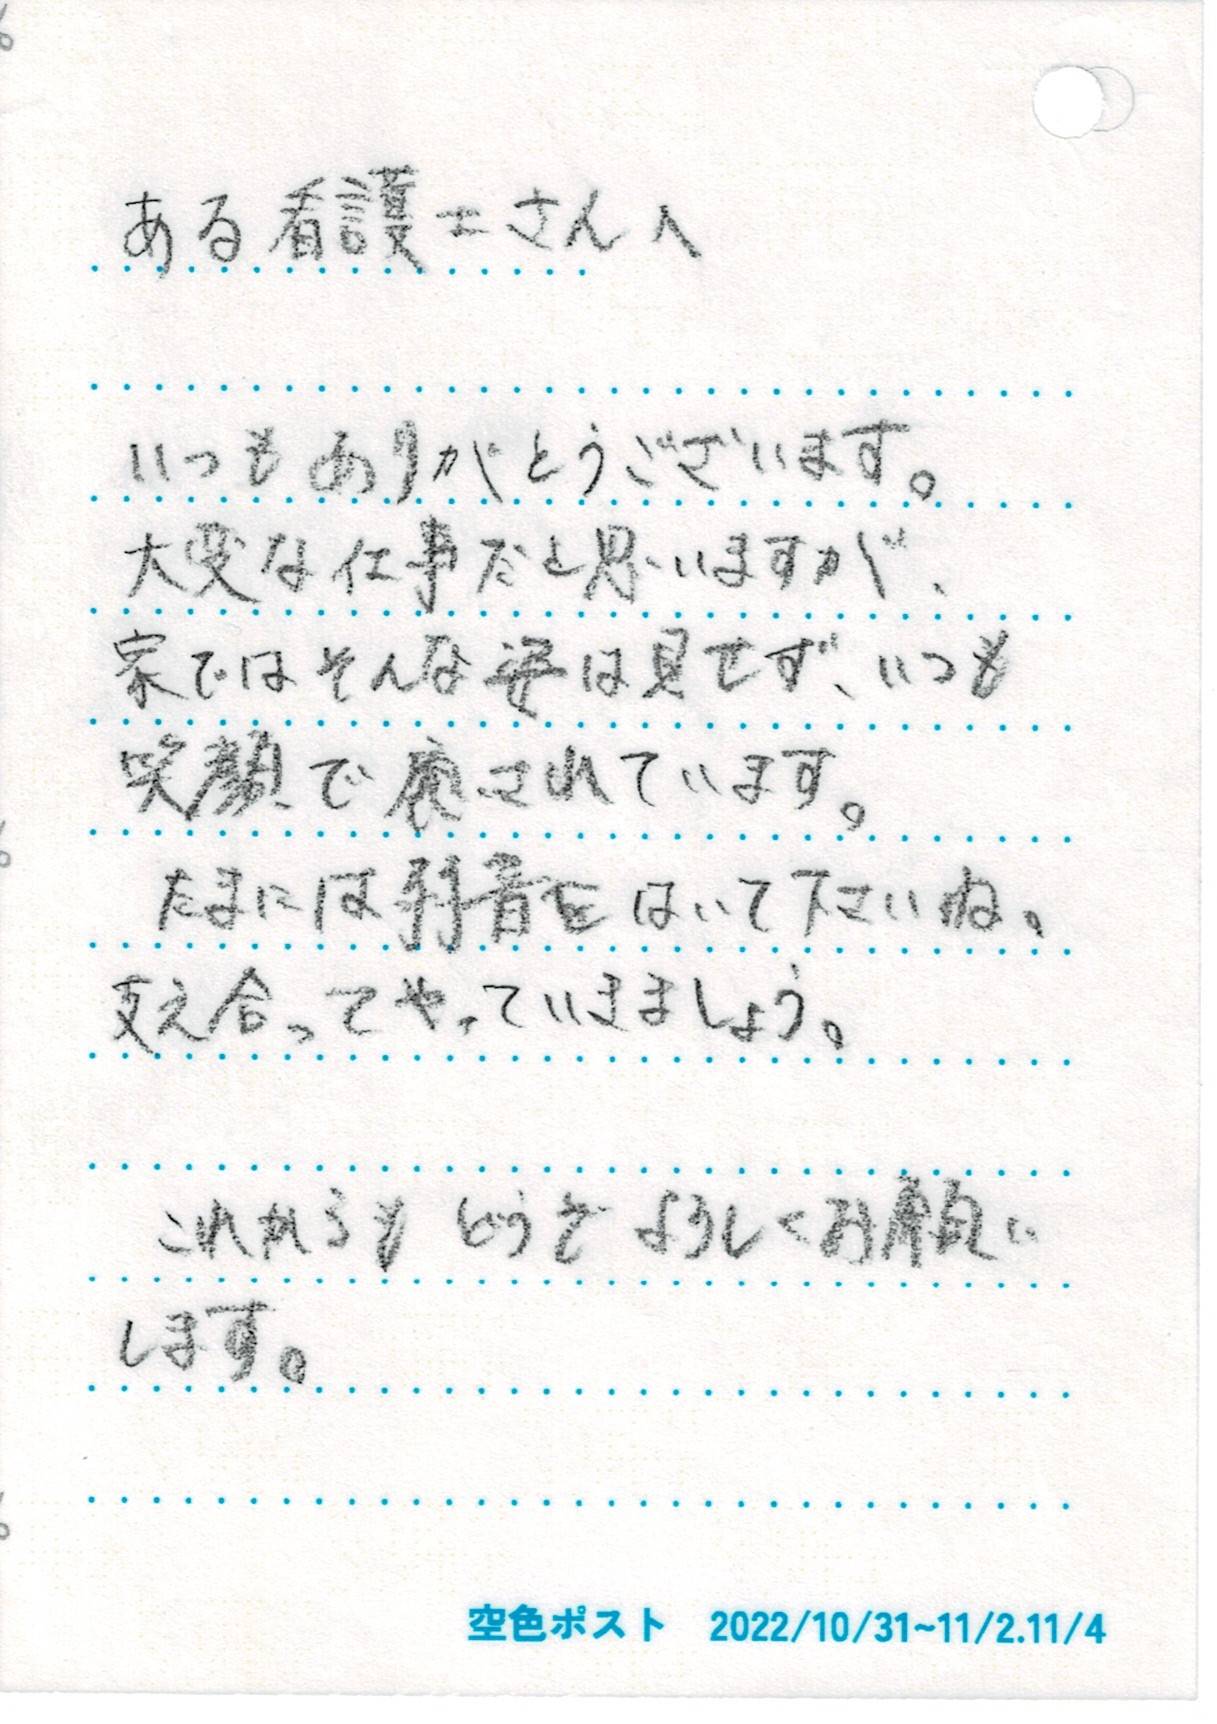 ある看護士さんへ
いつもありがとうございます。
大変な仕事だと思いますが、
家ではそんな姿は見せず、いつも
笑顔で癒されています。
たまには弱音をはいて下さいね。
支え合ってやっていきましょう。
これからもどうぞよろしくお願い
します。
空色ポスト 2022/10/31~11/2.11/4